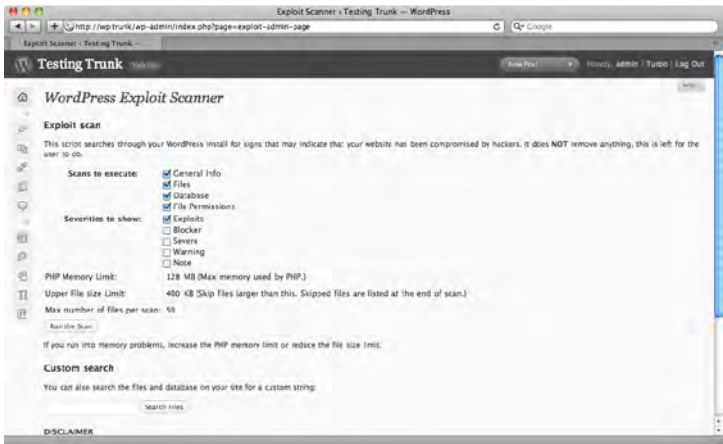 Exploit Scanner ‹ Testing Trunk — WordPress
http://wp.trunk/wp-admin/index.php?page=exploit-admin-page
Google
Exploit Scanner ‹ Testing Trunk —
Testing Trunk
New Post
Howdy, admin | Turbo | Log Out
Help
WordPress Exploit Scanner
Exploit scan
This script searches through your WordPress install for signs that may indicate that your website has been compromised by hackers. It does NOT remove anything, this is left for the
user to do.
Scans to execute:
General Info
Files
Database
File Permissions
Severities to show:
Exploits
Blocker
Severe
Warning
Note
PHP Memory Limit: 128 MB (Max memory used by PHP.)
Upper File size Limit: 400 KB (Skip files larger than this. Skipped files are listed at the end of scan.)
Max number of files per scan: 50
Run the Scan
If you run into memory problems, increase the PHP memory limit or reduce the file size limit.
Custom search
You can also search the files and database on your site for a custom string:
Search Files
DISCLAIMER